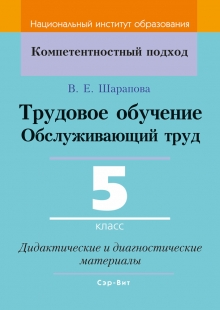 Национальный институт образования
Компетентностный подход
В. Е. Шарапова
Трудовое обучение
Обслуживающий труд
5
класс
Дидактические и диагностические
материалы
Сэр-Вит